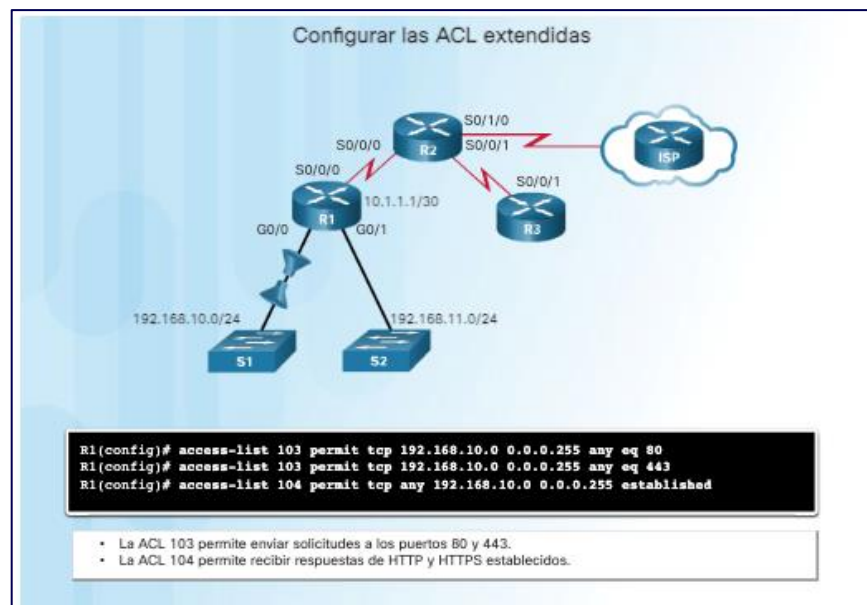 Configurar las ACL extendidas
S0/1/0
S0/0/0
R2
S0/0/1
ISP
S0/0/0
S0/0/1
R1
10.1.1.1/30
R3
G0/0
G0/1
192.168.10.0/24
192.168.11.0/24
S1
S2
R1(config)# access-list 103 permit tcp 192.168.10.0 0.0.0.255 any eq 80
R1(config)# access-list 103 permit tcp 192.168.10.0 0.0.0.255 any eq 443
R1(config)# access-list 104 permit tcp any 192.168.10.0 0.0.0.255 established
• La ACL 103 permite enviar solicitudes a los puertos 80 y 443.
• La ACL 104 permite recibir respuestas de HTTP y HTTPS establecidos.